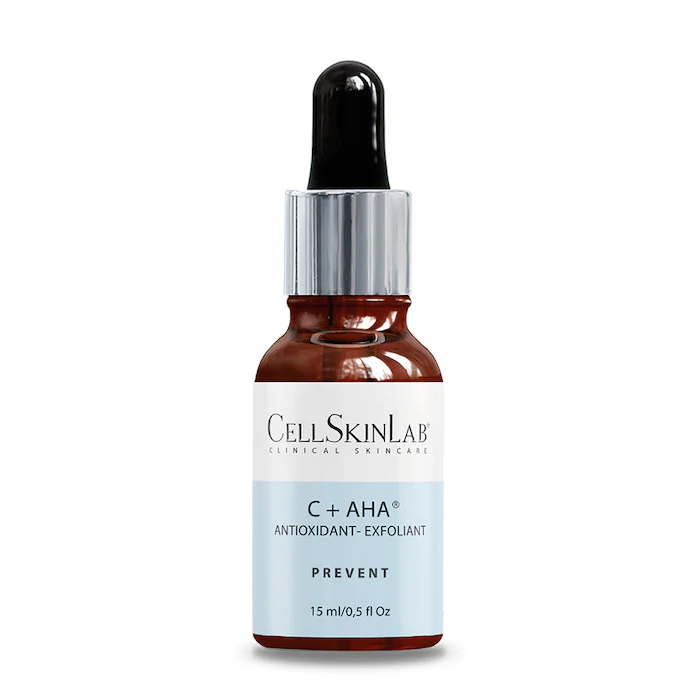 CELLSKINLAB®
CLINICAL SKINCARE
C + AHA®
ANTIOXIDANT- EXFOLIANT
PREVENT
15 ml/0,5 fl Oz